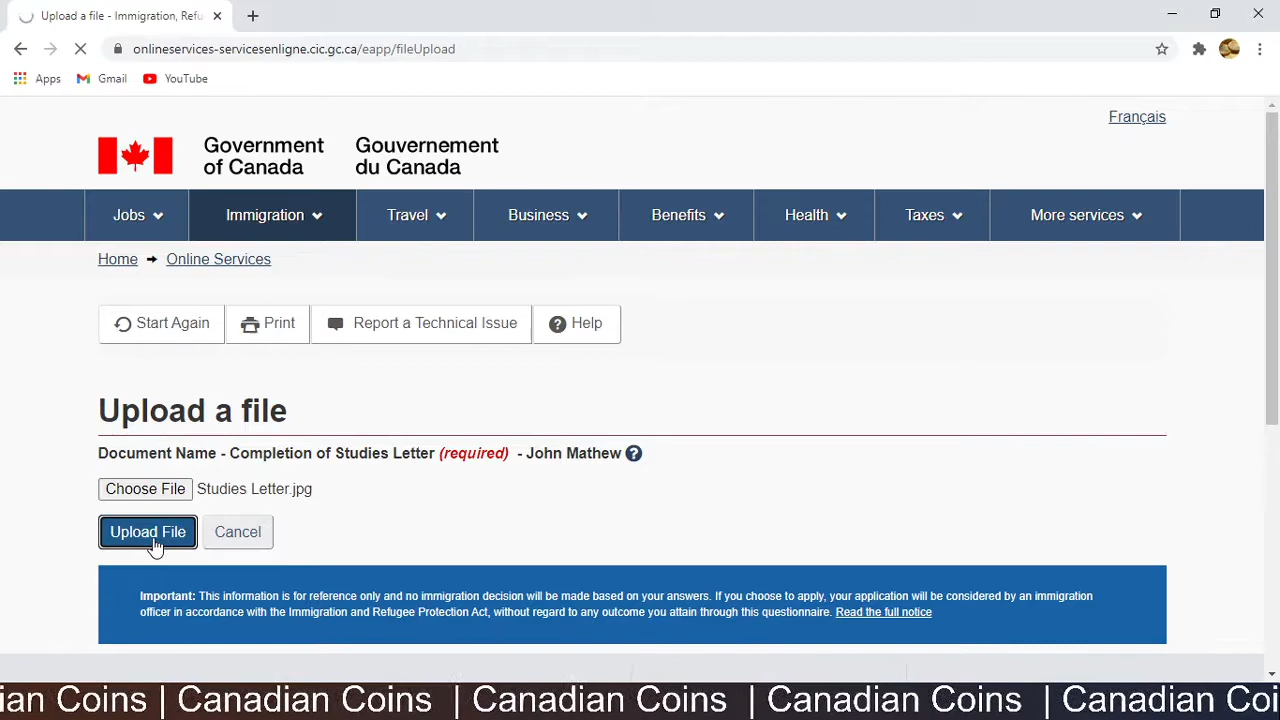 Upload a file - Immigration, Refu
onlineservices-servicesenligne.cic.gc.ca/eapp/fileUpload
Apps Gmail YouTube
Français
Government of Canada
Gouvernement du Canada
Jobs Immigration Travel Business Benefits Health Taxes More services
Home Online Services
Start Again Print Report a Technical Issue Help
Upload a file
Document Name - Completion of Studies Letter (required) - John Mathew
Choose File Studies Letter.jpg
Upload File Cancel
Important: This information is for reference only and no immigration decision will be made based on your answers. If you choose to apply, your application will be considered by an immigration
officer in accordance with the Immigration and Refugee Protection Act, without regard to any outcome you attain through this questionnaire. Read the full notice
ian Coins | Canadian Coins | Canadian Coins | Canadian Coins | Canadian Coi